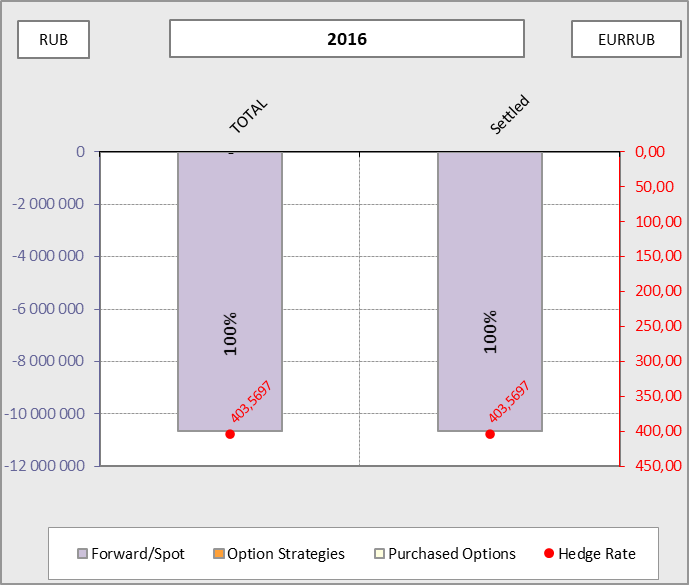 RUB
2016
EURRUB
TOTAL
Settled
0
-2 000 000
-4 000 000
-6 000 000
-8 000 000
-10 000 000
-12 000 000
0,00
50,00
100,00
150,00
200,00
250,00
300,00
350,00
400,00
450,00
100%
100%
403,5697
403,5697
Forward/Spot
Option Strategies
Purchased Options
Hedge Rate